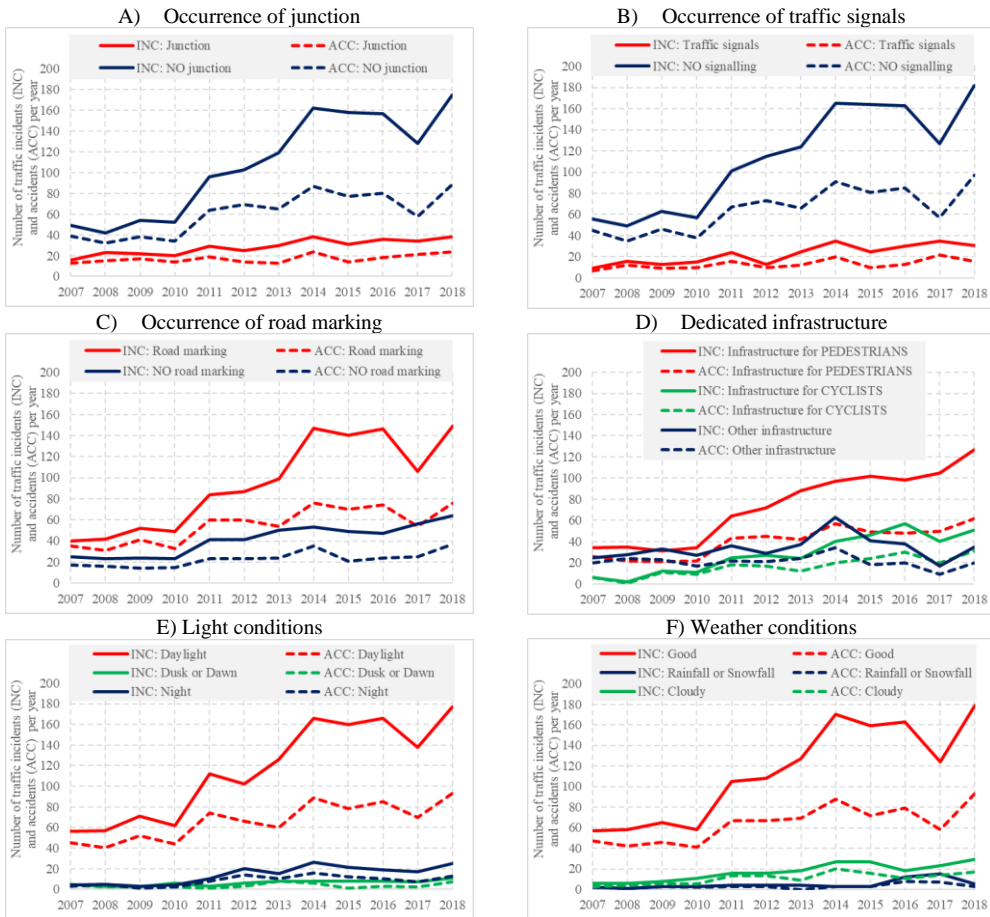 A) Occurrence of junction
INC: Junction ACC: Junction
INC: NO junction ACC: NO junction
Number of traffic incidents (INC)
and accidents (ACC) per year
200
180
160
140
120
100
80
60
40
20
0
2007 2008 2009 2010 2011 2012 2013 2014 2015 2016 2017 2018
B) Occurrence of traffic signals
INC: Traffic signals ACC: Traffic signals
INC: NO signalling ACC: NO signalling
Number of traffic incidents (INC)
and accidents (ACC) per year
200
180
160
140
120
100
80
60
40
20
0
2007 2008 2009 2010 2011 2012 2013 2014 2015 2016 2017 2018
C) Occurrence of road marking
INC: Road marking ACC: Road marking
INC: NO road marking ACC: NO road marking
Number of traffic incidents (INC)
and accidents (ACC) per year
200
180
160
140
120
100
80
60
40
20
0
2007 2008 2009 2010 2011 2012 2013 2014 2015 2016 2017 2018
D) Dedicated infrastructure
INC: Infrastructure for PEDESTRIANS
ACC: Infrastructure for PEDESTRIANS
INC: Infrastructure for CYCLISTS
ACC: Infrastructure for CYCLISTS
INC: Other infrastructure
ACC: Other infrastructure
Number of traffic incidents (INC)
and accidents (ACC) per year
200
180
160
140
120
100
80
60
40
20
0
2007 2008 2009 2010 2011 2012 2013 2014 2015 2016 2017 2018
E) Light conditions
INC: Daylight ACC: Daylight
INC: Dusk or Dawn ACC: Dusk or Dawn
INC: Night ACC: Night
Number of traffic incidents (INC)
and accidents (ACC) per year
200
180
160
140
120
100
80
60
40
20
0
2007 2008 2009 2010 2011 2012 2013 2014 2015 2016 2017 2018
F) Weather conditions
INC: Good ACC: Good
INC: Rainfall or Snowfall ACC: Rainfall or Snowfall
INC: Cloudy ACC: Cloudy
Number of traffic incidents (INC)
and accidents (ACC) per year
200
180
160
140
120
100
80
60
40
20
0
2007 2008 2009 2010 2011 2012 2013 2014 2015 2016 2017 2018